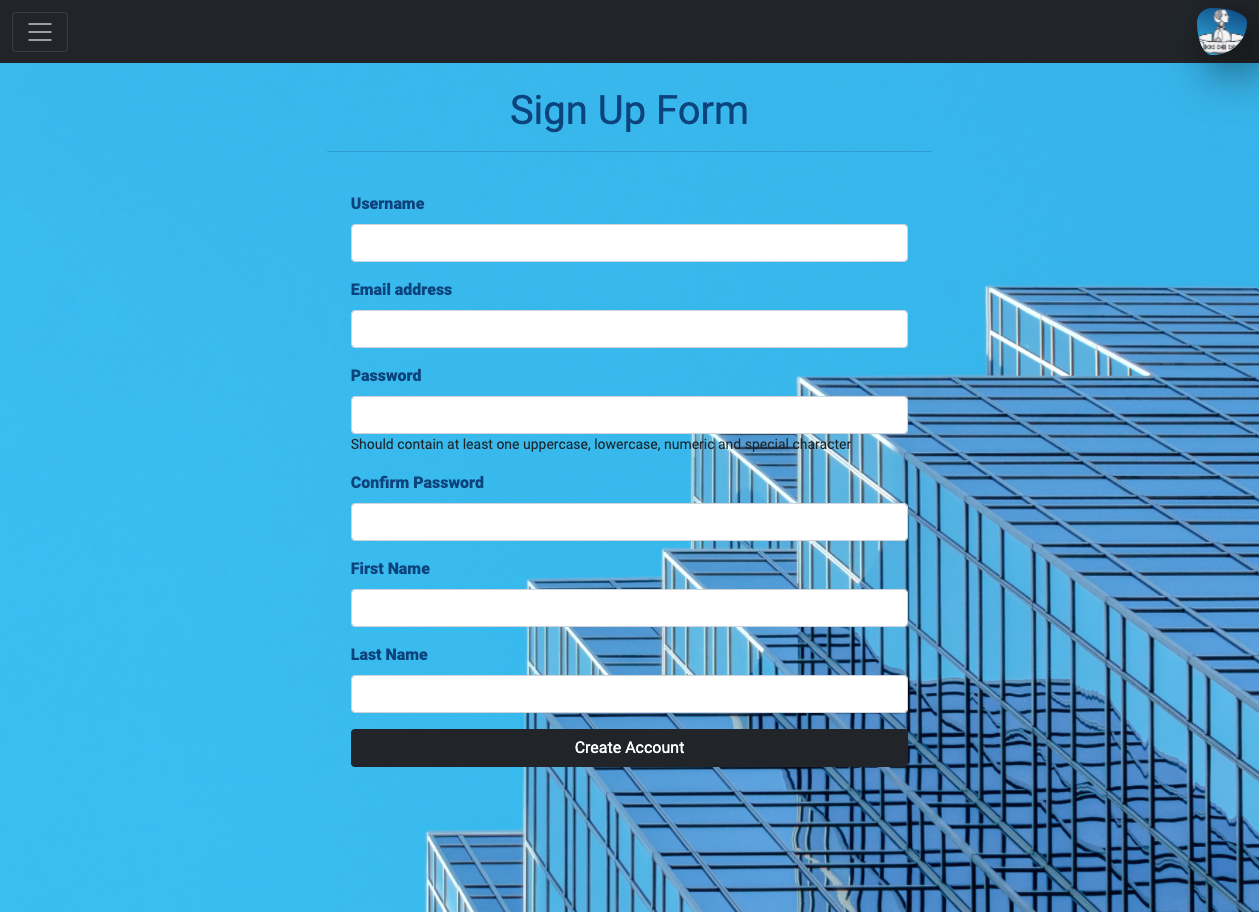 Sign Up Form
Username
Email address
Password
Should contain at least one uppercase, lowercase, numeric and special character
Confirm Password
First Name
Last Name
Create Account